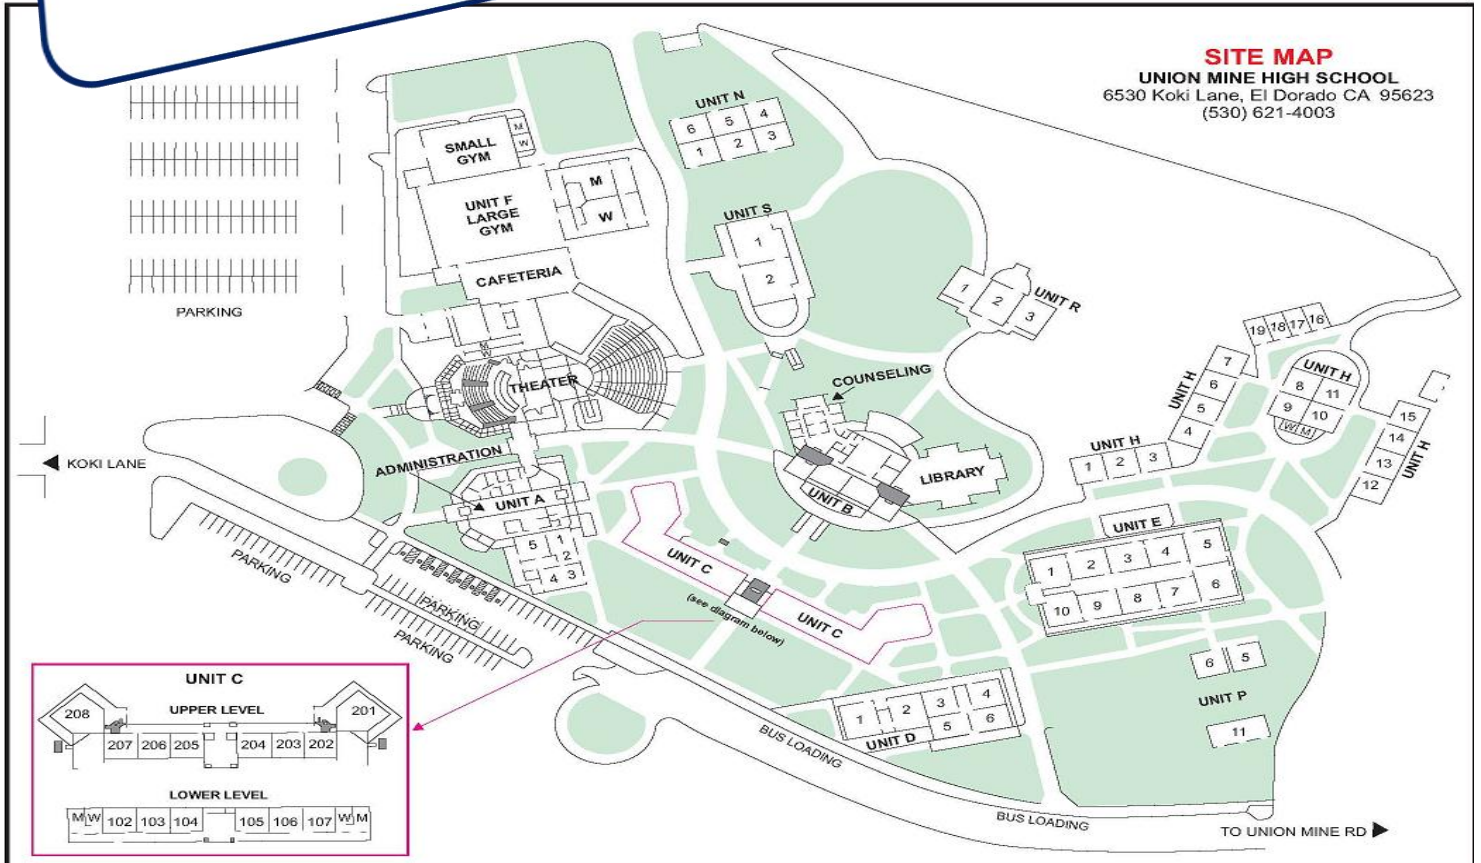 SITE MAP
UNION MINE HIGH SCHOOL
6530 Koki Lane, El Dorado CA 95623
(530) 621-4003
UNIT N
6 5 4
1 2 3
SMALL
GYM
M
W
UNIT F
LARGE
GYM
M
W
CAFETERIA
UNIT S
1
2
UNIT R
1 2 3
PARKING
THEATER
M
W
COUNSELING
LIBRARY
UNIT B
KOKI LANE
ADMINISTRATION
UNIT A
5 1
2
4 3
19 18 17 16
UNIT H
7
6
5
4
UNIT H
8 11
9 10
W M
UNIT H
1 2 3
15
14
13
12
UNIT H
UNIT E
1 2 3 4 5
10 9 8 7 6
PARKING
PARKING
PARKING
UNIT C
(see diagram below)
UNIT C
6 5
UNIT P
11
1 2 3 4
5 6
UNIT D
BUS LOADING
BUS LOADING
TO UNION MINE RD
UNIT C
UPPER LEVEL
208 201
207 206 205 204 203 202
LOWER LEVEL
M W 102 103 104 105 106 107 W M